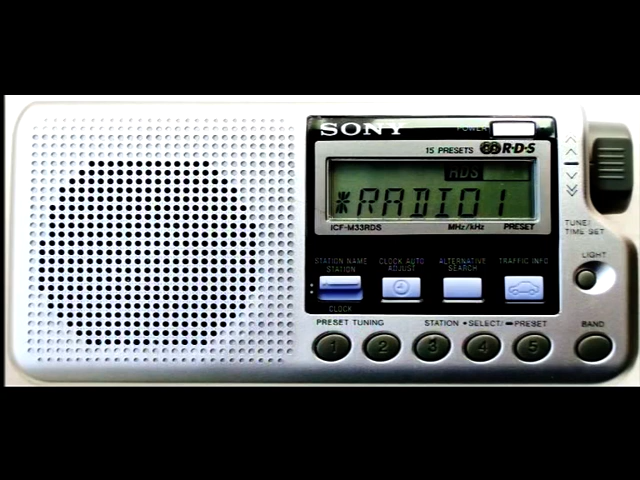 SONY
POWER
15 PRESETS R·D·S
RDS
*RADIO1
ICF-M33RDS MHz/kHz PRESET
TUNE/
TIME SET
STATION NAME CLOCK AUTO ALTERNATIVE TRAFFIC INFO
STATION ADJUST SEARCH
LIGHT
CLOCK
PRESET TUNING STATION SELECT/ PRESET BAND
1 2 3 4 5